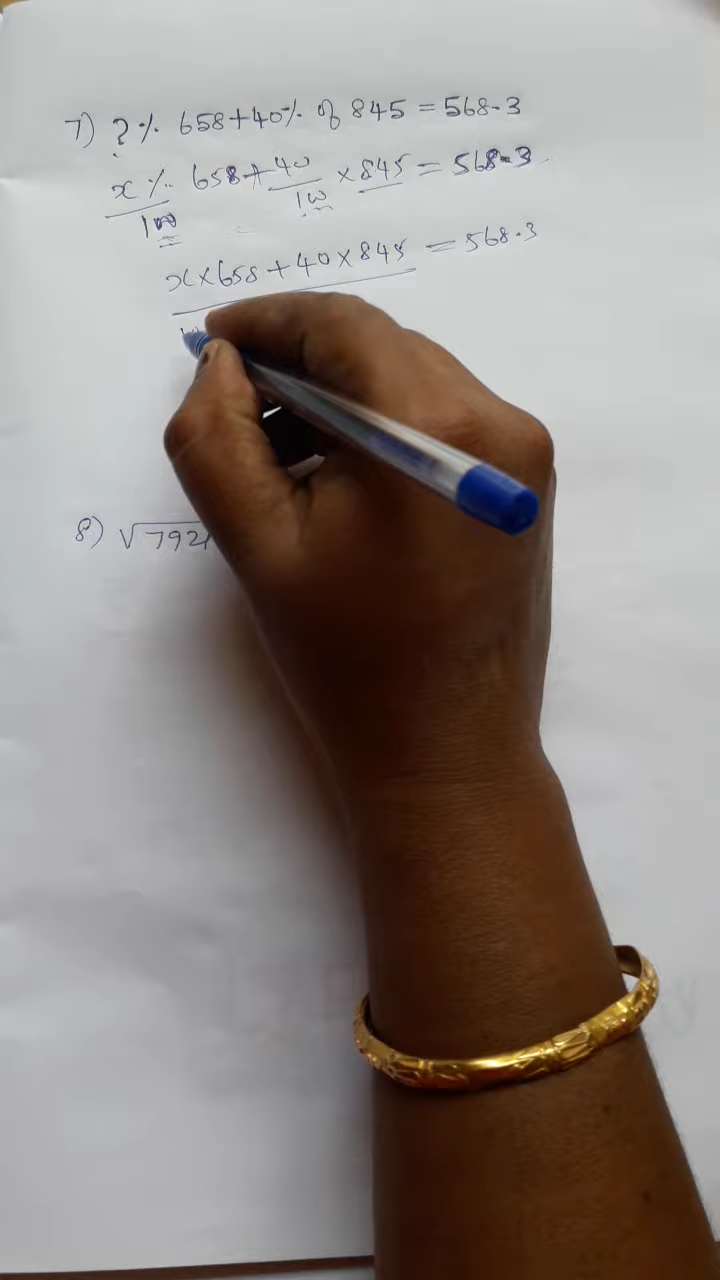 7) ?% 658+40% of 845 = 568.3
x% 658+40 × 845 = 568.3
100 100
x×658+40×845 = 568.3
8) √792